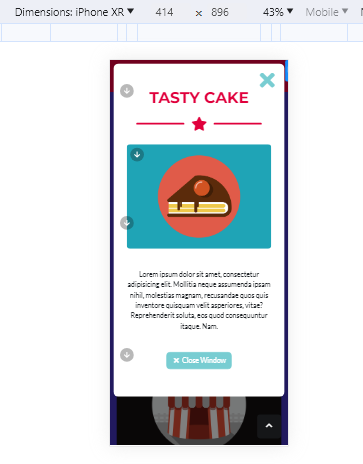 Dimensions: iPhone XR 414 × 896 43% Mobile
TASTY CAKE
Lorem ipsum dolor sit amet, consectetur
adipisicing elit. Mollitia neque assumenda ipsam
nihil, molestias magnam, recusandae quos quis
inventore quisquam velit asperiores, vitae?
Reprehenderit soluta, eos quod consequuntur
itaque. Nam.
Close Window